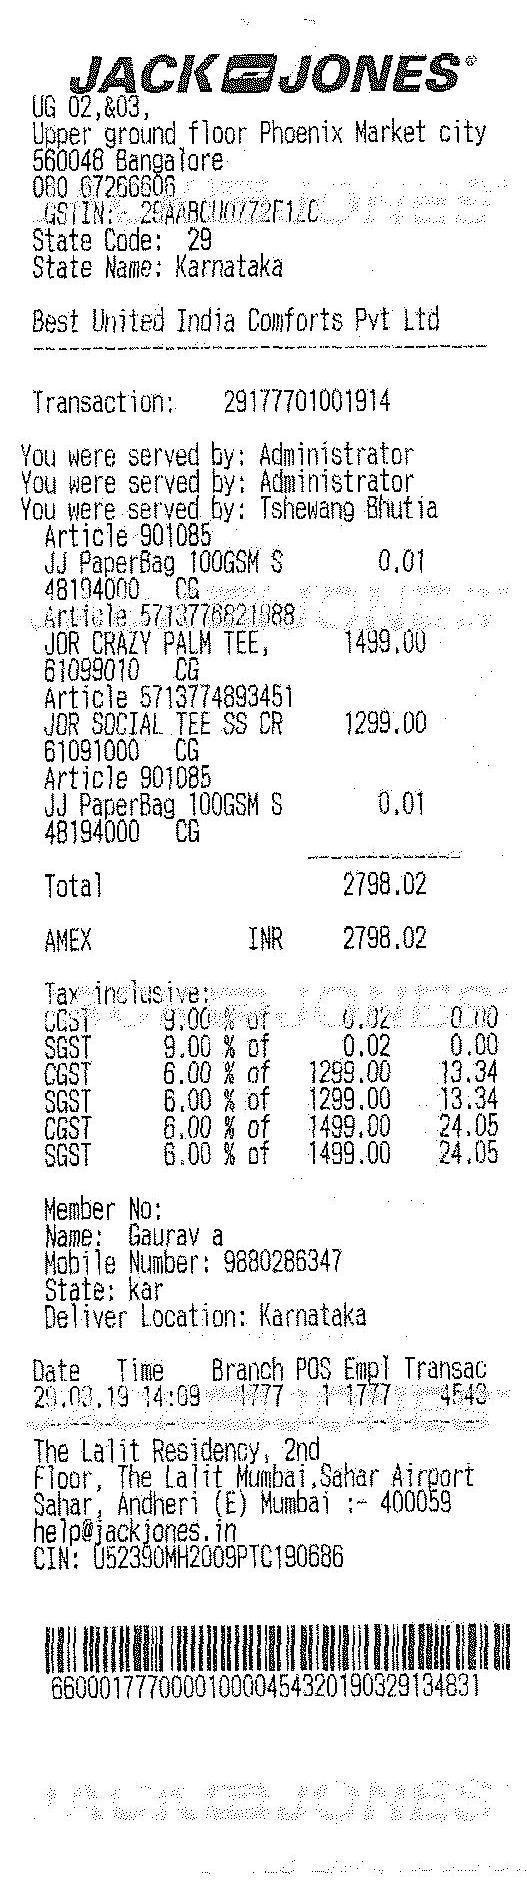 JACK JONES®
UG 02,&03,
Upper ground floor Phoenix Market city
560048 Bangalore
080 67266606
GSTIN:
State Code: 29
State Name: Karnataka
Best United India Comforts Pvt Ltd
Transaction: 29177701001914
You were served by: Administrator
You were served by: Administrator
You were served by: Tshewang Bhutia
Article 901085
JJ PaperBag 100GSM S 0.01
48194000 CG
Article 5713776821988
JOR CRAZY PALM TEE, 1499.00
61099010 CG
Article 5713774893451
JOR SOCIAL TEE SS CR 1299.00
61091000 CG
Article 901085
JJ PaperBag 100GSM S 0.01
48194000 CG
Total 2798.02
AMEX INR 2798.02
Tax inclusive:
CGST 9.00 % of 0.02 0.00
SGST 9.00 % of 0.02 0.00
CGST 6.00 % of 1299.00 13.34
SGST 6.00 % of 1299.00 13.34
CGST 6.00 % of 1499.00 24.05
SGST 6.00 % of 1499.00 24.05
Member No:
Name: Gaurav a
Mobile Number: 9880286347
State: kar
Deliver Location: Karnataka
Date Time Branch POS Empl Transac
29.03.19 14:09 1777 1 1777 4543
The Lalit Residency, 2nd
Floor, The Lalit Mumbai,Sahar Airport
Sahar, Andheri (E) Mumbai :- 400059
help@jackjones.in
CIN: U52390MH2009PTC190686
660001777000010000454320190329134831
JACK JONES